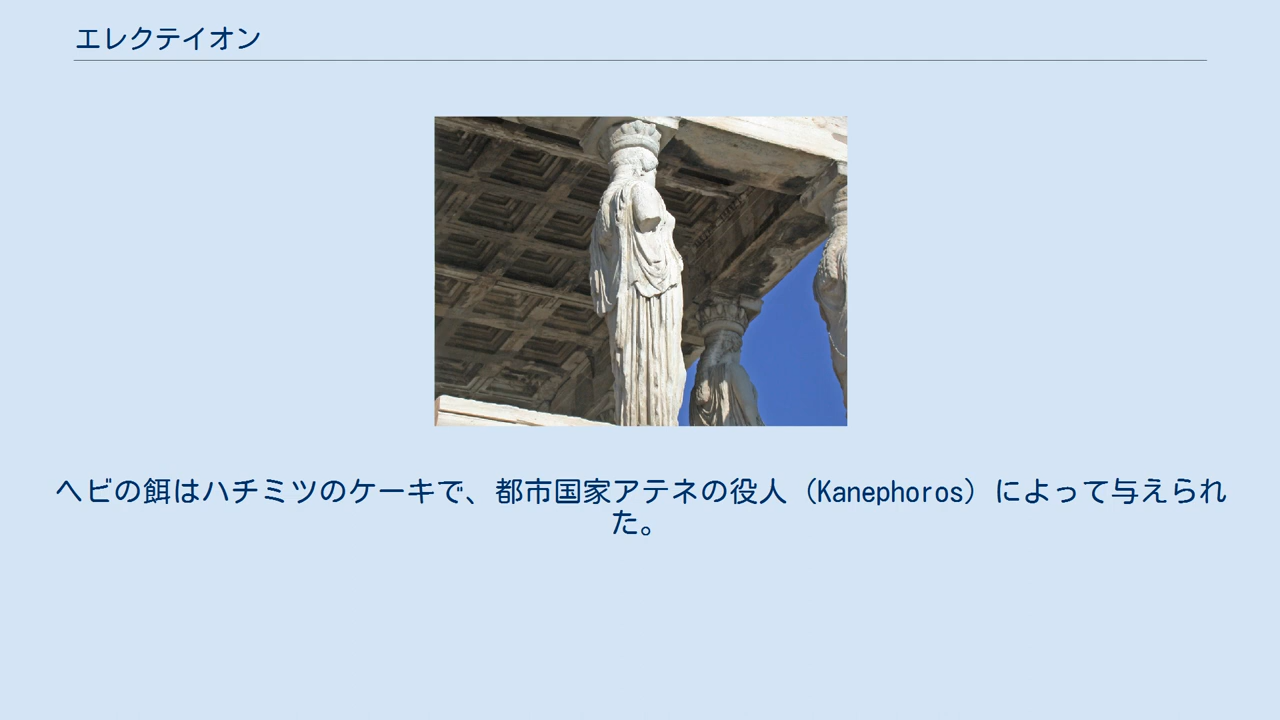 エレクテイオン
ヘビの餌はハチミツのケーキで、都市国家アテネの役人（Kanephoros）によって与えられ
た。